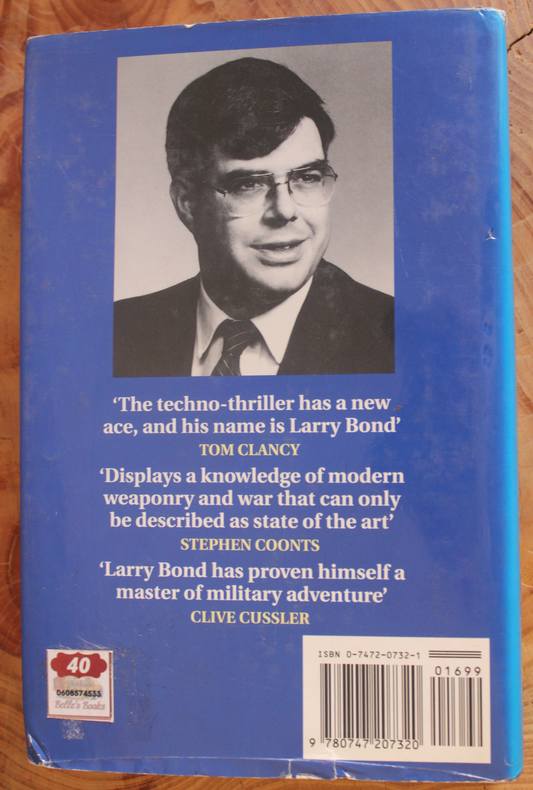 ‘The techno-thriller has a new
ace, and his name is Larry Bond’
TOM CLANCY
‘Displays a knowledge of modern
weaponry and war that can only
be described as state of the art’
STEPHEN COONTS
‘Larry Bond has proven himself a
master of military adventure’
CLIVE CUSSLER
40
0608574533
Belle's Books
ISBN 0-7472-0732-1
01699
9 780747 207320